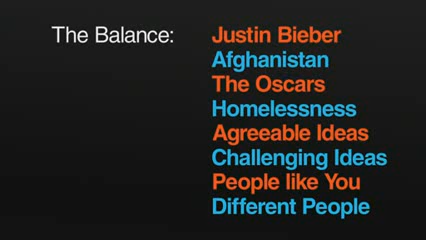 The Balance: Justin Bieber
Afghanistan
The Oscars
Homelessness
Agreeable Ideas
Challenging Ideas
People like You
Different People